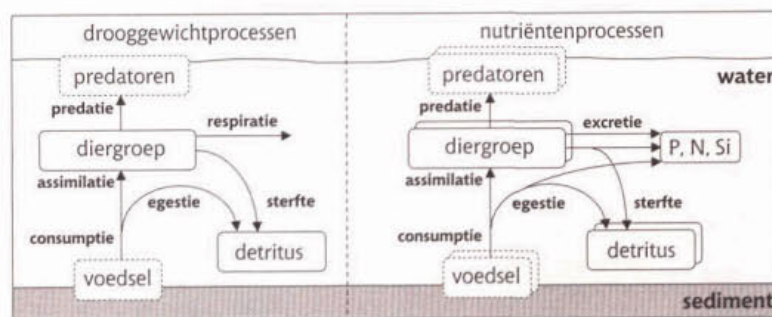 drooggewichtprocessen
predatoren
predatie
respiratie
diergroep
assimilatie
egestie
sterfte
consumptie
detritus
voedsel
nutriëntenprocessen
predatoren
water
predatie
excretie
diergroep
P, N, Si
assimilatie
egestie
sterfte
consumptie
detritus
voedsel
sediment